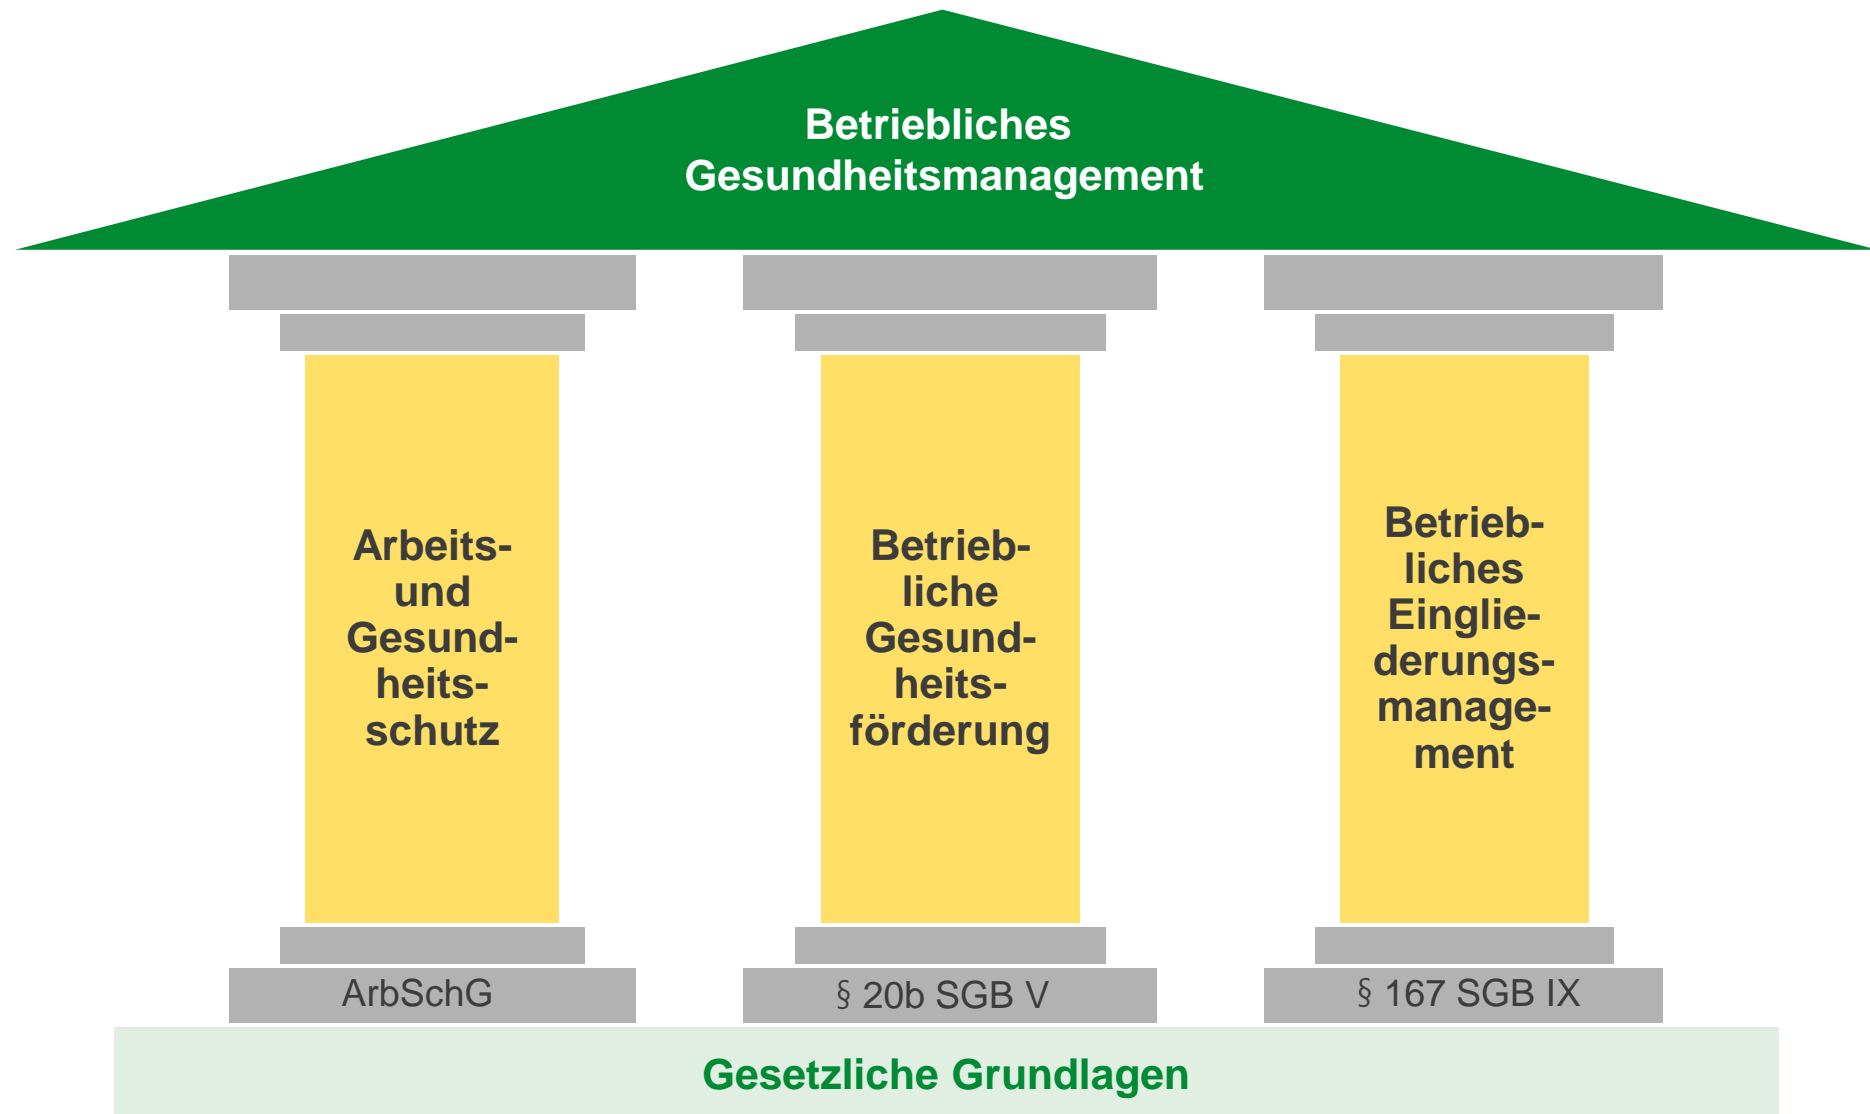 Betriebliches
Gesundheitsmanagement
Arbeits-
und
Gesund-
heits-
schutz
Betrieb-
liche
Gesund-
heits-
förderung
Betrieb-
liches
Einglie-
derungs-
manage-
ment
ArbSchG
§ 20b SGB V
§ 167 SGB IX
Gesetzliche Grundlagen